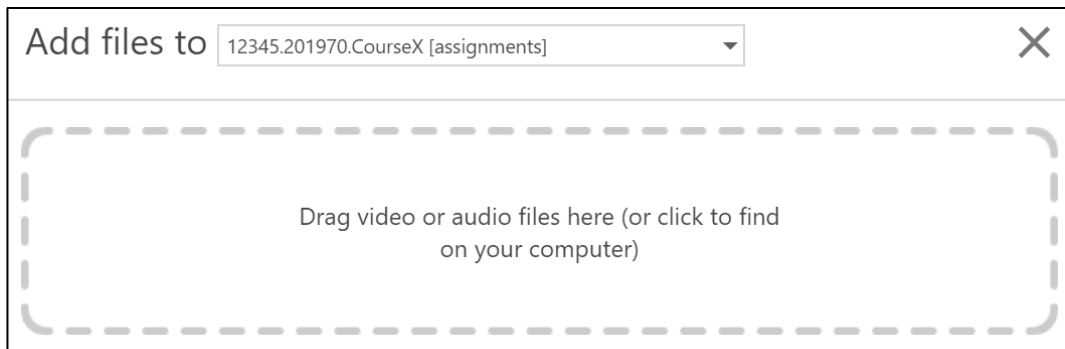 Add files to 12345.201970.CourseX [assignments]
Drag video or audio files here (or click to find
on your computer)